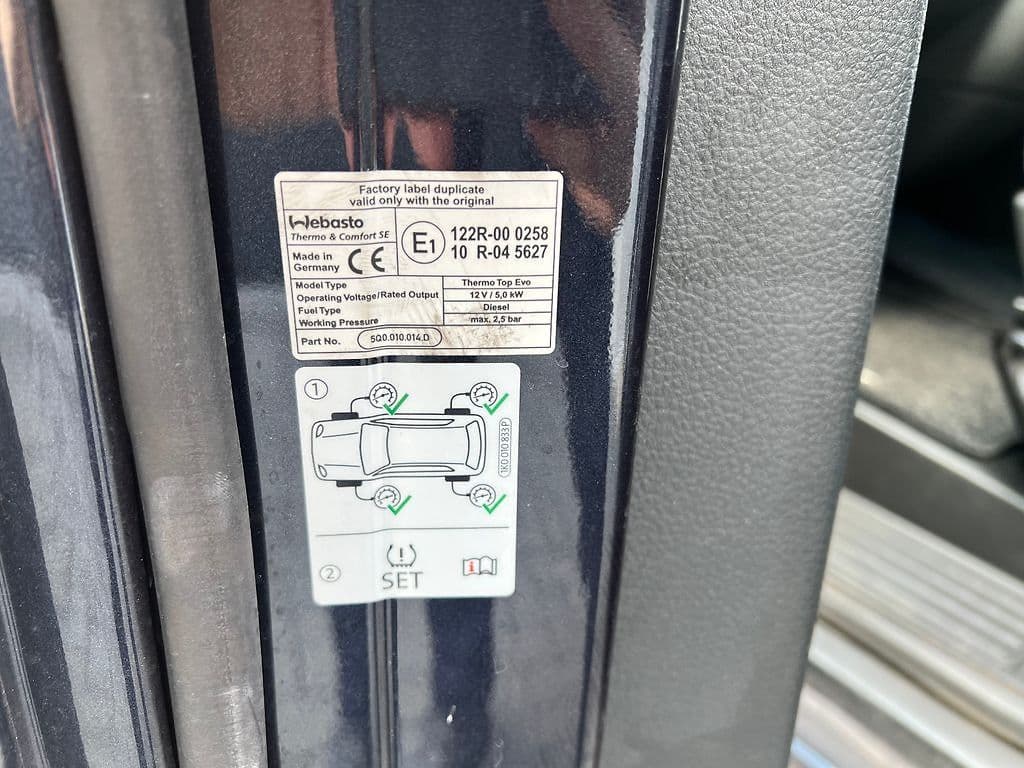 Factory label duplicate
valid only with the original
Webasto
Thermo & Comfort SE
Made in
Germany
CE
E1
122R-00 0258
10 R-04 5627
Model Type
Thermo Top Evo
Operating Voltage/Rated Output
12 V / 5,0 kW
Fuel Type
Diesel
Working Pressure
max. 2,5 bar
Part No.
5Q0.010.014.D
1
1K0 010 833 P
2
(!)
SET
i